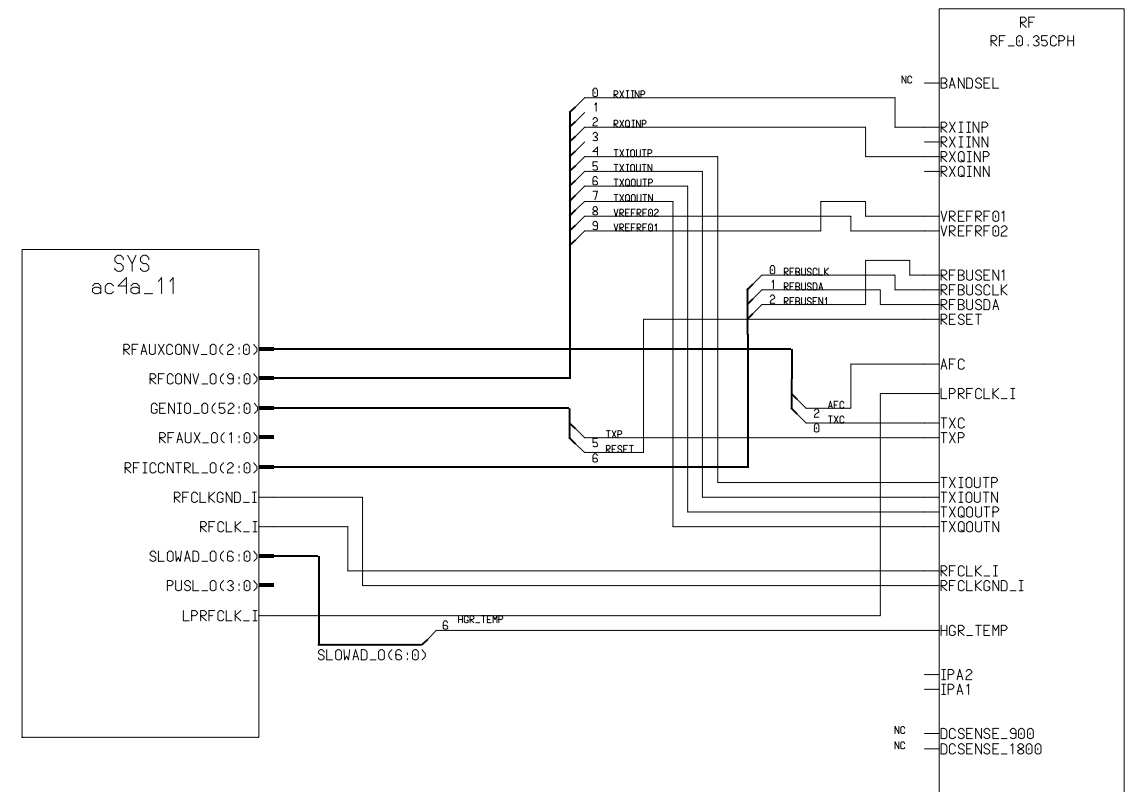 RF
RF_0.35CPH
NC
BANDSEL
0 RXIINP
1
2 RXQINP
3
4 TXIOUTP
5 TXIOUTN
6 TXQOUTP
7 TXQOUTN
8 VREFRF02
9 VREFRF01
RXIINP
RXIINN
RXQINP
RXQINN
VREFRF01
VREFRF02
SYS
ac4a_11
0 RFBUSCLK
1 RFBUSDA
2 RFBUSEN1
RFBUSEN1
RFBUSCLK
RFBUSDA
RESET
RFAUXCONV_O(2:0)
RFCONV_O(9:0)
GENIO_O(52:0)
RFAUX_O(1:0)
RFICCNTRL_O(2:0)
RFCLKGND_I
RFCLK_I
SLOWAD_O(6:0)
PUSL_O(3:0)
LPRFCLK_I
AFC
2 TXC
0
TXP
5 RESET
6
AFC
LPRFCLK_I
TXC
TXP
TXIOUTP
TXIOUTN
TXQOUTP
TXQOUTN
RFCLK_I
RFCLKGND_I
6 HGR_TEMP
SLOWAD_O(6:0)
HGR_TEMP
IPA2
IPA1
NC DCSENSE_900
NC DCSENSE_1800